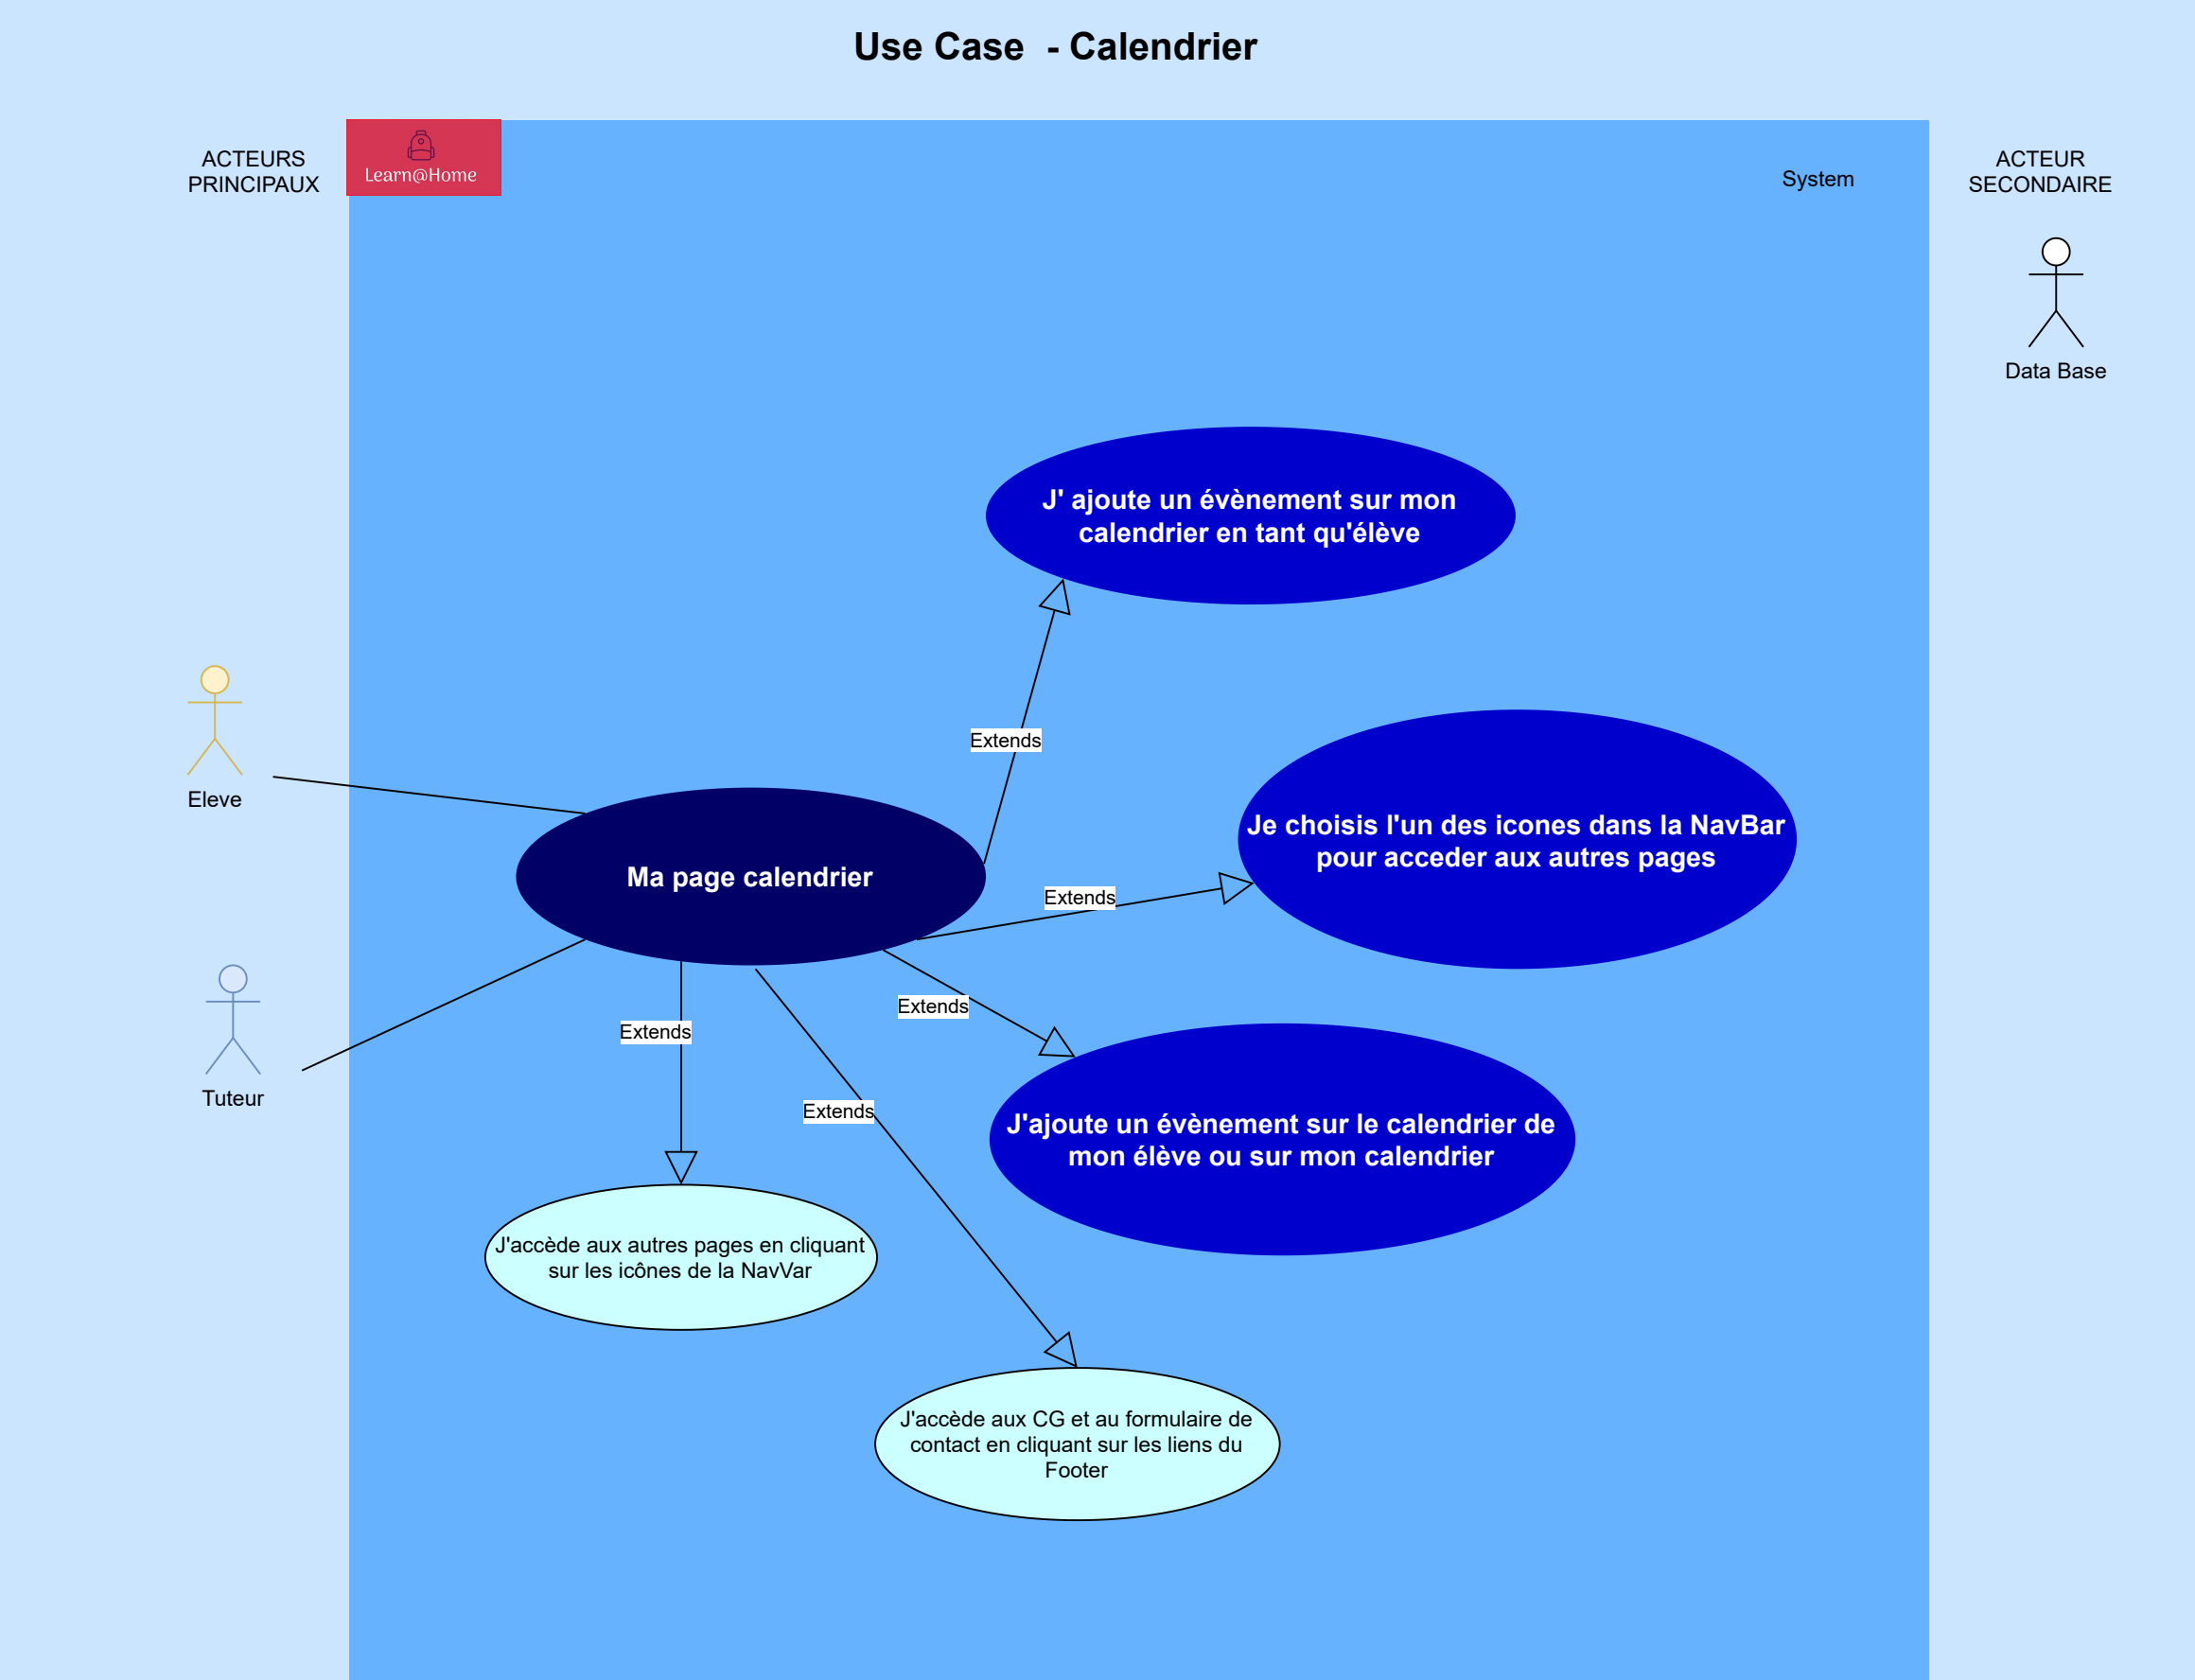 Use Case  - Calendrier
ACTEURS
PRINCIPAUX
Learn@Home
System
ACTEUR
SECONDAIRE
Data Base
J' ajoute un évènement sur mon
calendrier en tant qu'élève
Extends
Eleve
Je choisis l'un des icones dans la NavBar
pour acceder aux autres pages
Ma page calendrier
Extends
Extends
Extends
Tuteur
Extends
J'ajoute un évènement sur le calendrier de
mon élève ou sur mon calendrier
J'accède aux autres pages en cliquant
sur les icônes de la NavVar
J'accède aux CG et au formulaire de
contact en cliquant sur les liens du
Footer